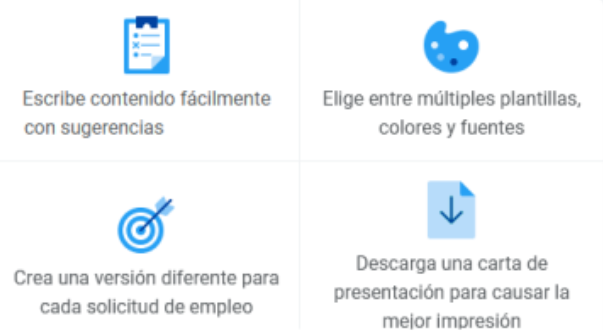 Escribe contenido fácilmente
con sugerencias
Elige entre múltiples plantillas,
colores y fuentes
Crea una versión diferente para
cada solicitud de empleo
Descarga una carta de
presentación para causar la
mejor impresión